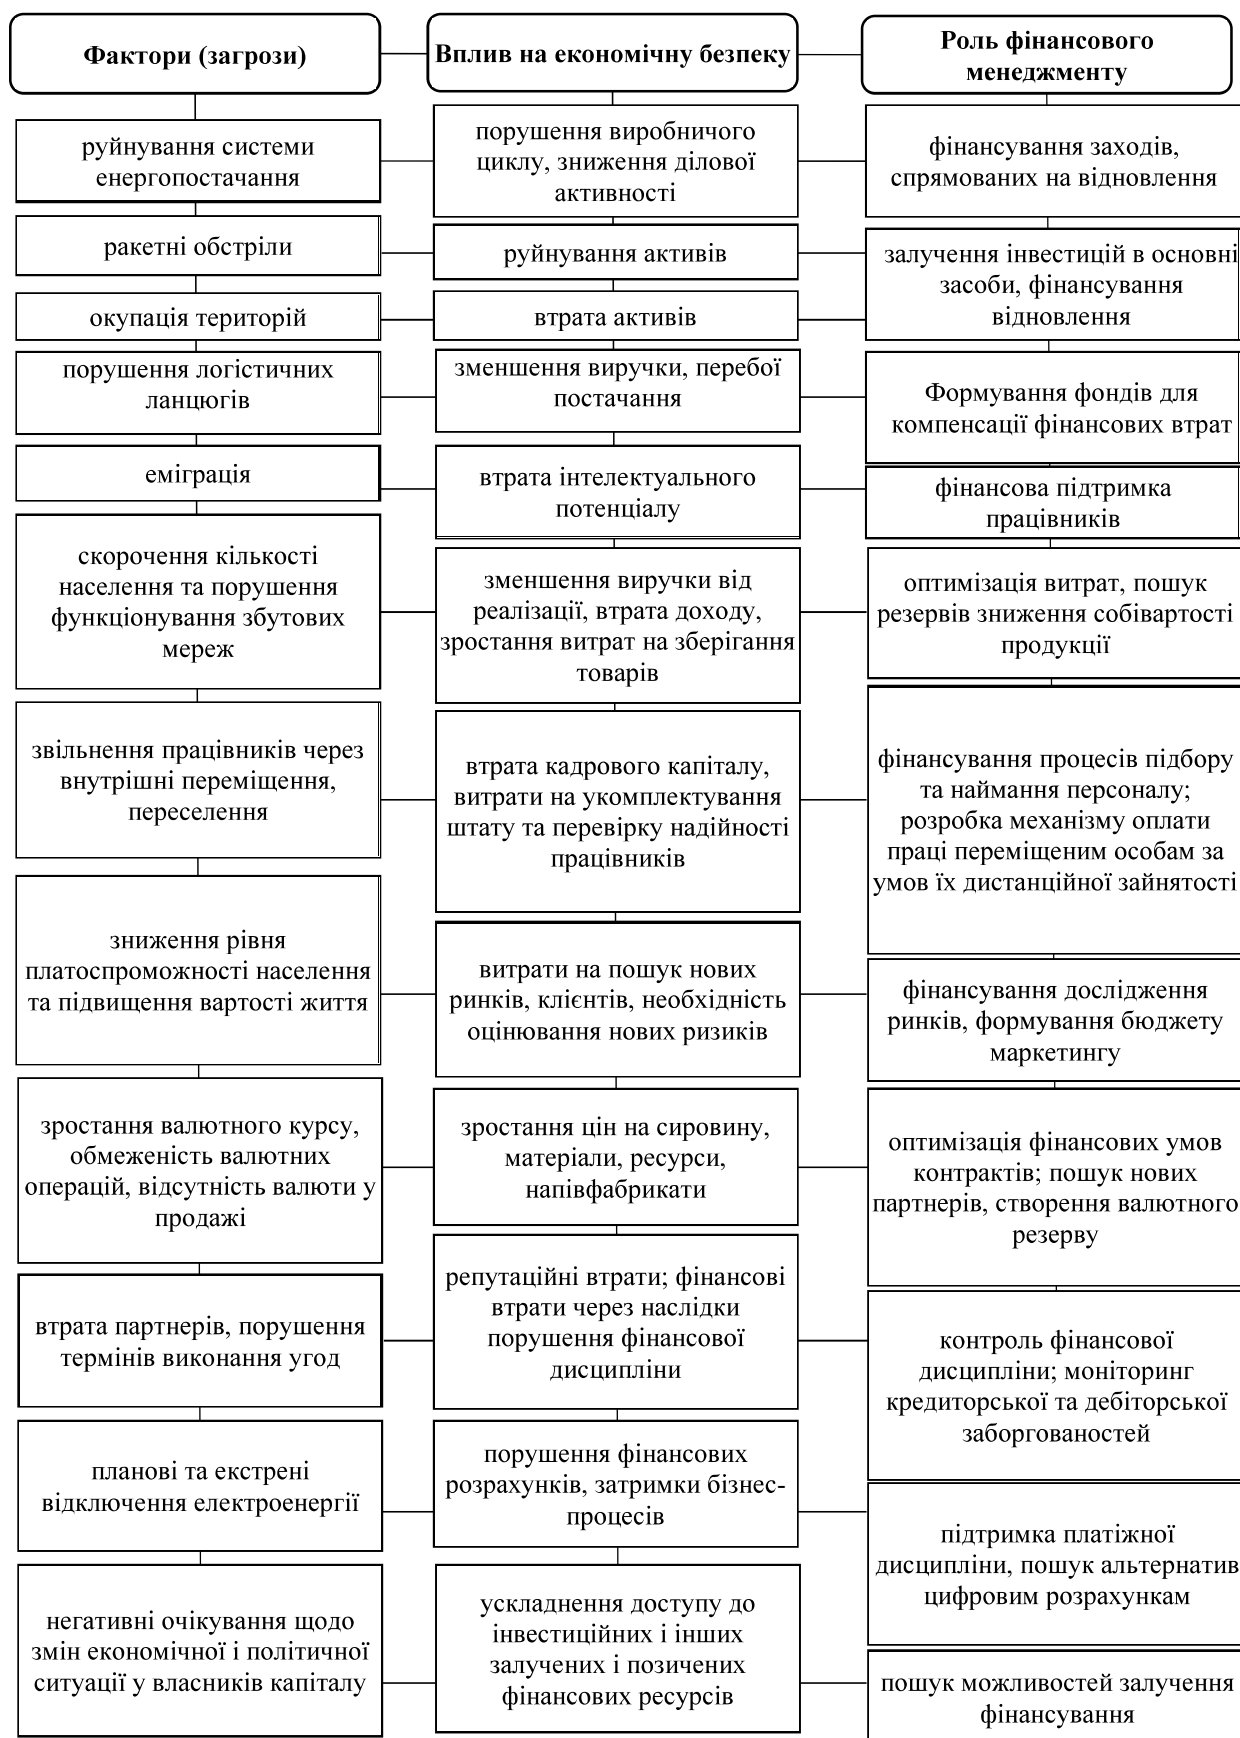 Фактори (загрози)
Вплив на економічну безпеку
Роль фінансового
менеджменту
руйнування системи
енергопостачання
порушення виробничого
циклу, зниження ділової
активності
фінансування заходів,
спрямованих на відновлення
ракетні обстріли
руйнування активів
залучення інвестицій в основні
засоби, фінансування
відновлення
окупація територій
втрата активів
порушення логістичних
ланцюгів
зменшення виручки, перебої
постачання
Формування фондів для
компенсації фінансових втрат
еміграція
втрата інтелектуального
потенціалу
фінансова підтримка
працівників
скорочення кількості
населення та порушення
функціонування збутових
мереж
зменшення виручки від
реалізації, втрата доходу,
зростання витрат на зберігання
товарів
оптимізація витрат, пошук
резервів зниження собівартості
продукції
звільнення працівників через
внутрішні переміщення,
переселення
втрата кадрового капіталу,
витрати на укомплектування
штату та перевірку надійності
працівників
фінансування процесів підбору
та наймання персоналу;
розробка механізму оплати
праці переміщеним особам за
умов їх дистанційної зайнятості
зниження рівня
платоспроможності населення
та підвищення вартості життя
витрати на пошук нових
ринків, клієнтів, необхідність
оцінювання нових ризиків
фінансування дослідження
ринків, формування бюджету
маркетингу
зростання валютного курсу,
обмеженість валютних
операцій, відсутність валюти у
продажі
зростання цін на сировину,
матеріали, ресурси,
напівфабрикати
оптимізація фінансових умов
контрактів; пошук нових
партнерів, створення валютного
резерву
втрата партнерів, порушення
термінів виконання угод
репутаційні втрати; фінансові
втрати через наслідки
порушення фінансової
дисципліни
контроль фінансової
дисципліни; моніторинг
кредиторської та дебіторської
заборгованостей
планові та екстрені
відключення електроенергії
порушення фінансових
розрахунків, затримки бізнес-
процесів
підтримка платіжної
дисципліни, пошук альтернатив
цифровим розрахункам
негативні очікування щодо
змін економічної і політичної
ситуації у власників капіталу
ускладнення доступу до
інвестиційних і інших
залучених і позичених
фінансових ресурсів
пошук можливостей залучення
фінансування